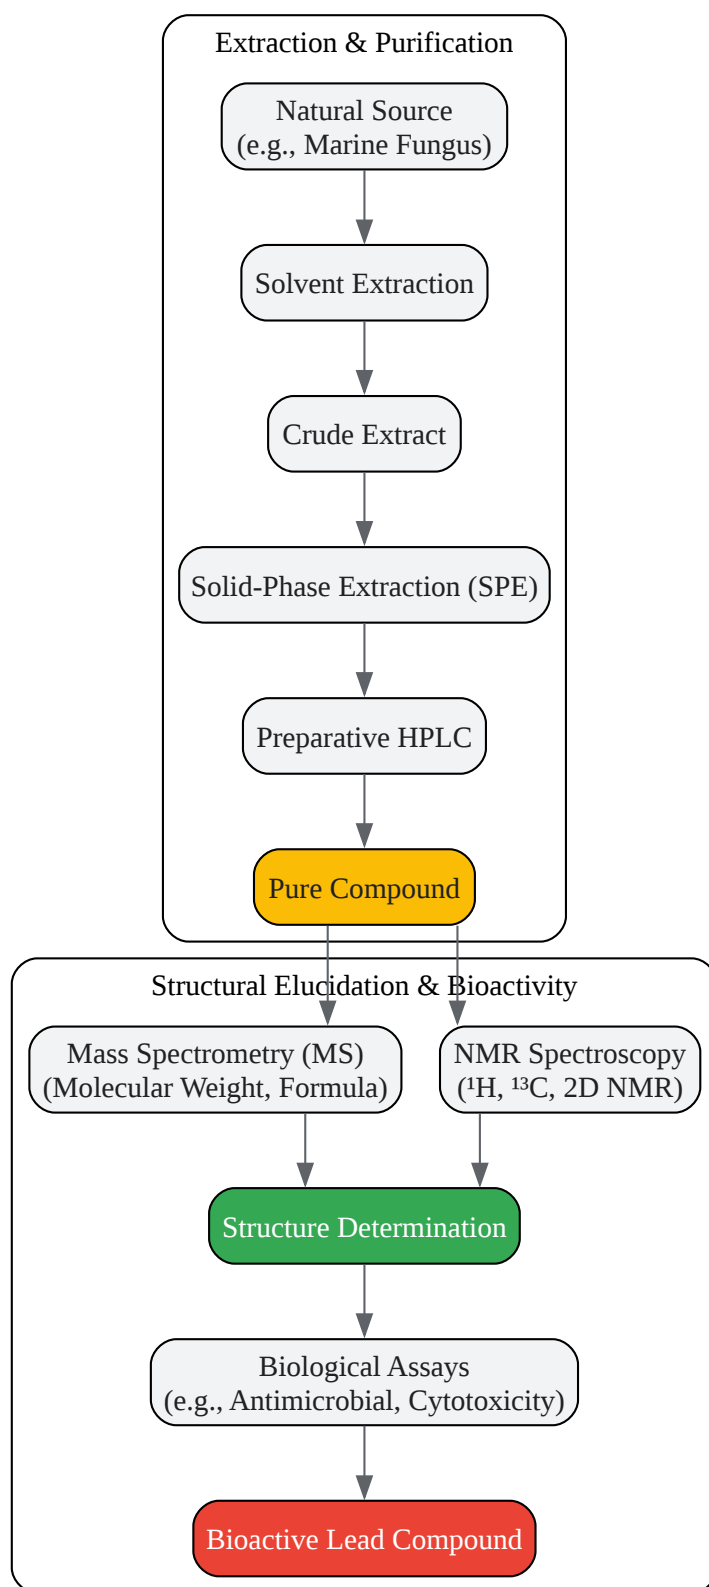 Extraction & Purification
Natural Source
(e.g., Marine Fungus)
Solvent Extraction
Crude Extract
Solid-Phase Extraction (SPE)
Preparative HPLC
Pure Compound
Structural Elucidation & Bioactivity
Mass Spectrometry (MS)
(Molecular Weight, Formula)
NMR Spectroscopy
(¹H, ¹³C, 2D NMR)
Structure Determination
Biological Assays
(e.g., Antimicrobial, Cytotoxicity)
Bioactive Lead Compound